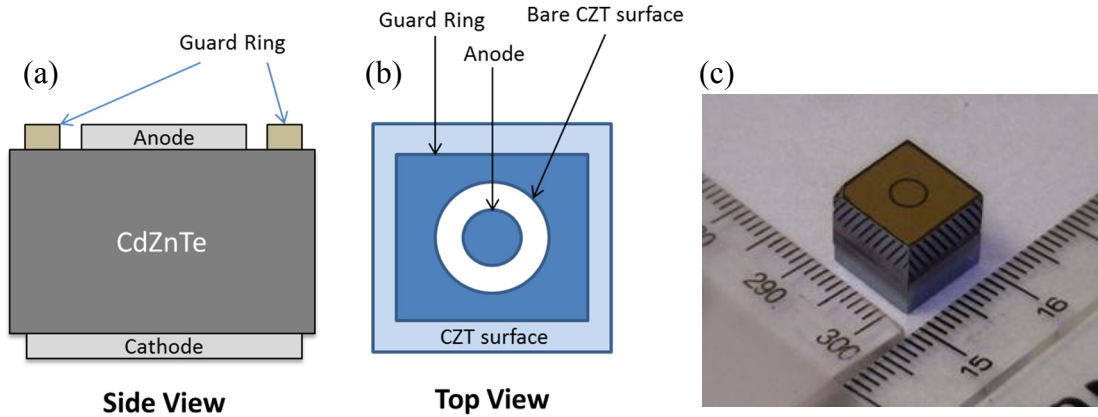 (a)
Guard Ring
Anode
CdZnTe
Cathode
Side View
(b)
Guard Ring
Bare CZT surface
Anode
CZT surface
Top View
(c)
290
300
16
15